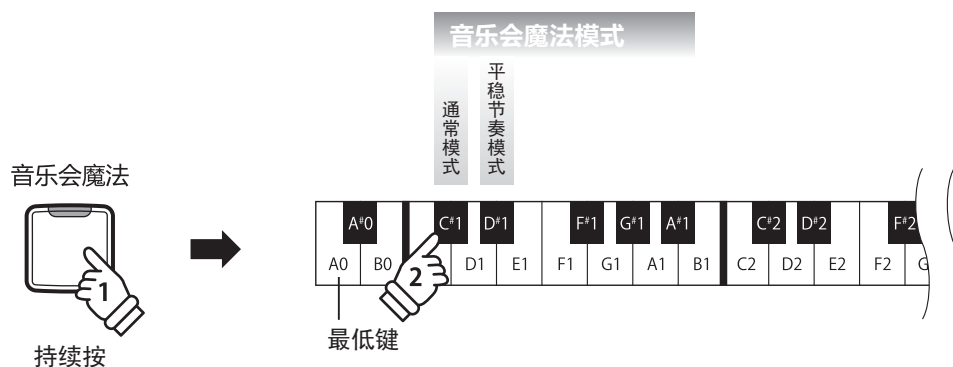 音乐会魔法模式
通常模式
平稳节奏模式
音乐会魔法
1
持续按
A#0 C#1 D#1 F#1 G#1 A#1 C#2 D#2 F#2
2
A0 B0 D1 E1 F1 G1 A1 B1 C2 D2 E2 F2 G
最低键